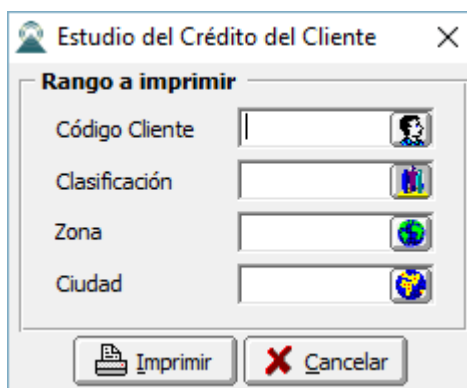 Estudio del Crédito del Cliente
Rango a imprimir
Código Cliente
Clasificación
Zona
Ciudad
Imprimir Cancelar